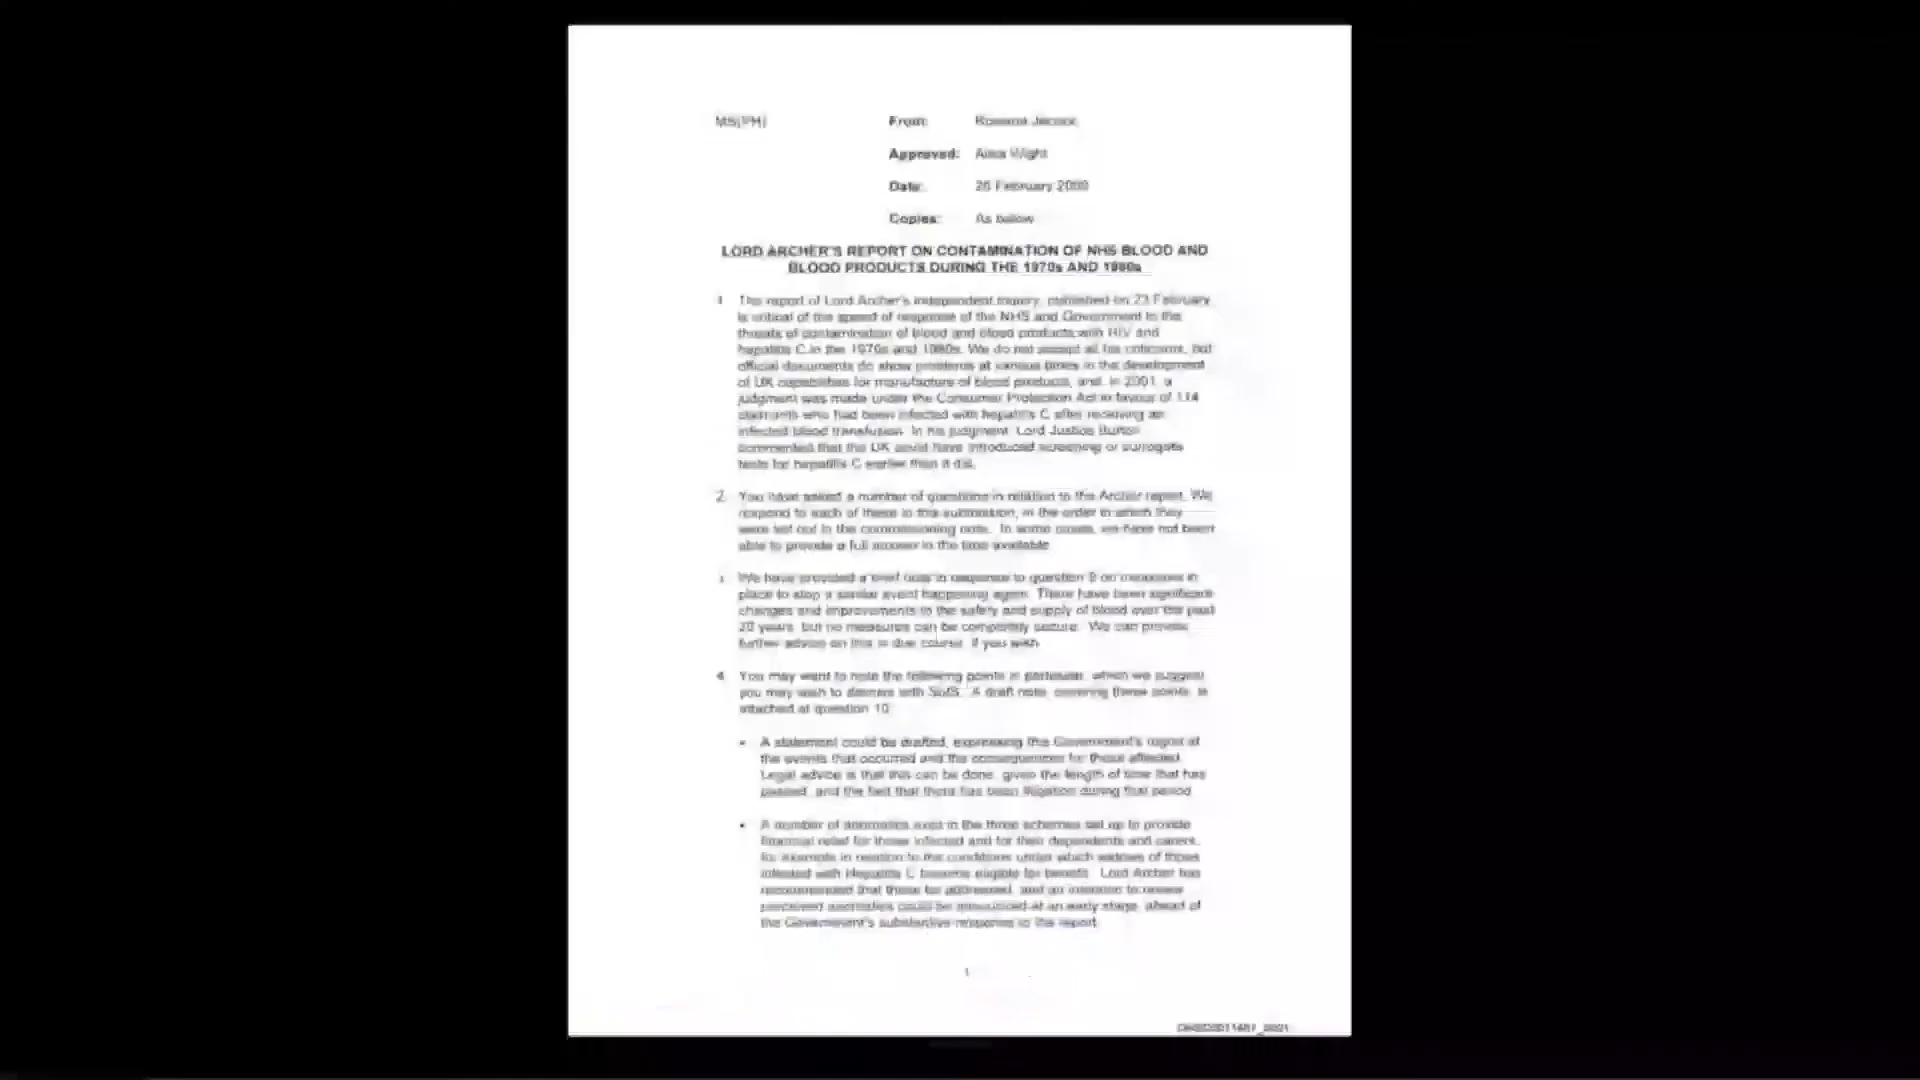 MS(PH)
From:
Approved:
Date: 26 February 2009
Copies: As below
LORD ARCHER'S REPORT ON CONTAMINATION OF NHS BLOOD AND
BLOOD PRODUCTS DURING THE 1970s AND 1980s
1. The report of Lord Archer's independent Inquiry, published on 23 February
is critical of the speed of response of the NHS and Government to the
threats of contamination of blood and blood products with HIV and
hepatitis C in the 1970s and 1980s. We do not accept all his criticisms, but
official documents do show problems at various times in the development
of UK capabilities for manufacture of blood products, and, in 2001, a
judgment was made under the Consumer Protection Act in favour of 114
claimants who had been infected with hepatitis C after receiving an
infected blood transfusion. In his judgment, Lord Justice Burton
commented that the UK could have introduced screening or surrogate
tests for hepatitis C earlier than it did.
2. You have asked a number of questions in relation to the Archer report. We
respond to each of these in this submission, in the order in which they
were set out in the commissioning note. In some cases, we have not been
able to provide a full answer in the time available.
We have provided a brief note in response to question 9 on measures in
place to stop a similar event happening again. There have been significant
changes and improvements to the safety and supply of blood over the past
20 years, but no measures can be completely secure. We can provide
further advice on this in due course, if you wish.
4. You may want to note the following points in particular, which we suggest
you may wish to discuss with SofS. A draft note, covering these points, is
attached at question 10.
• A statement could be drafted, expressing the Government's regret at
the events that occurred and the consequences for those affected.
Legal advice is that this can be done, given the length of time that has
passed, and the fact that there has been litigation during that period.
• A number of anomalies exist in the three schemes set up to provide
financial relief for those infected and for their dependents and carers,
for example in relation to the conditions under which widows of those
infected with Hepatitis C become eligible for benefit. Lord Archer has
recommended that these be addressed, and an intention to review
perceived anomalies could be announced at an early stage, ahead of
the Government's substantive response to the report.
1